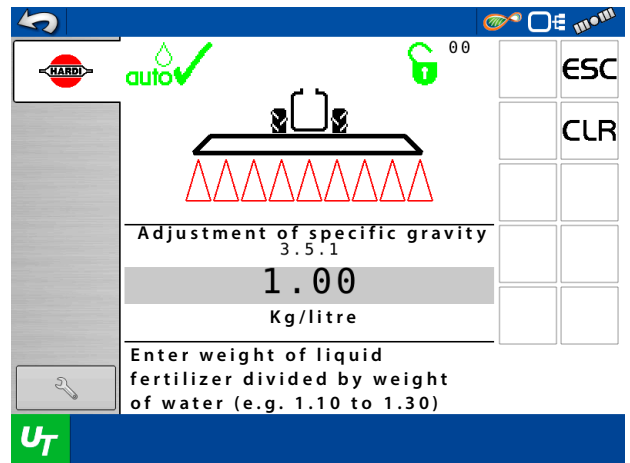 HARDI
auto
00
ESC
CLR
Adjustment of specific gravity
3.5.1
1.00
Kg/litre
Enter weight of liquid
fertilizer divided by weight
of water (e.g. 1.10 to 1.30)
UT